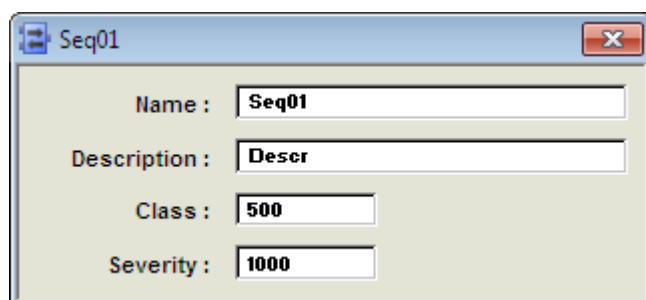 Seq01
Name : Seq01
Description : Descr
Class : 500
Severity : 1000